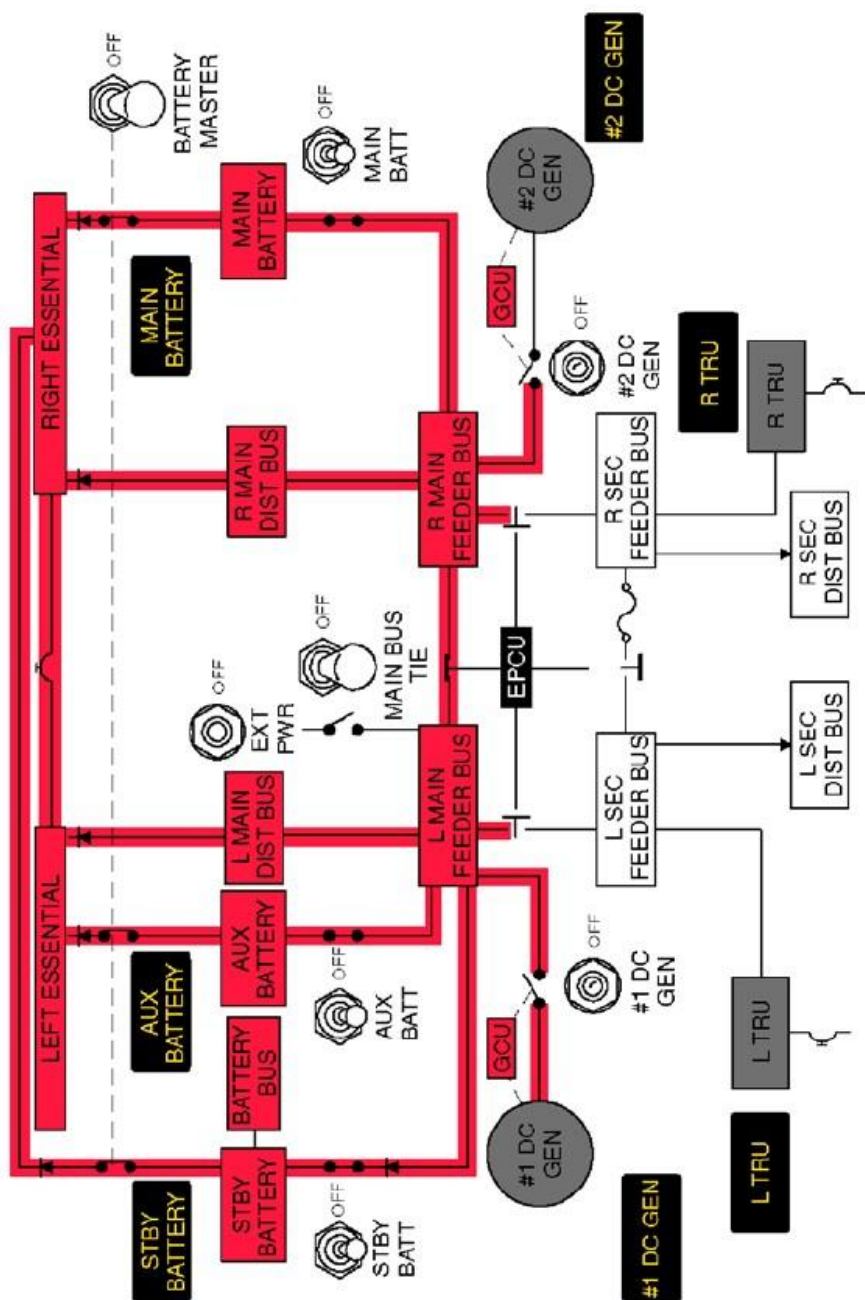 LEFT ESSENTIAL
RIGHT ESSENTIAL
OFF
BATTERY
MASTER
STBY
BATTERY
AUX
BATTERY
MAIN
BATTERY
STBY
BATTERY
BATTERY
BUS
AUX
BATTERY
L MAIN
DIST BUS
OFF
EXT
PWR
R MAIN
DIST BUS
MAIN
BATTERY
OFF
STBY
BATT
OFF
AUX
BATT
OFF
MAIN BUS
TIE
OFF
MAIN
BATT
L MAIN
FEEDER BUS
R MAIN
FEEDER BUS
#1 DC
GEN
GCU
OFF
#1 DC
GEN
EPCU
GCU
#2 DC
GEN
OFF
#2 DC
GEN
#1 DC GEN
#2 DC GEN
L SEC
FEEDER BUS
R SEC
FEEDER BUS
L TRU
L TRU
R TRU
R TRU
L SEC
DIST BUS
R SEC
DIST BUS